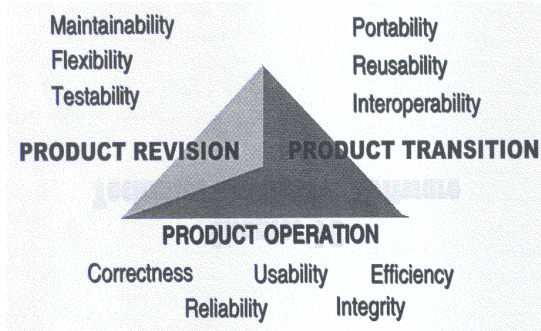 Maintainability
Flexibility
Testability
Portability
Reusability
Interoperability
PRODUCT REVISION
PRODUCT TRANSITION
PRODUCT OPERATION
Correctness Usability Efficiency
Reliability Integrity